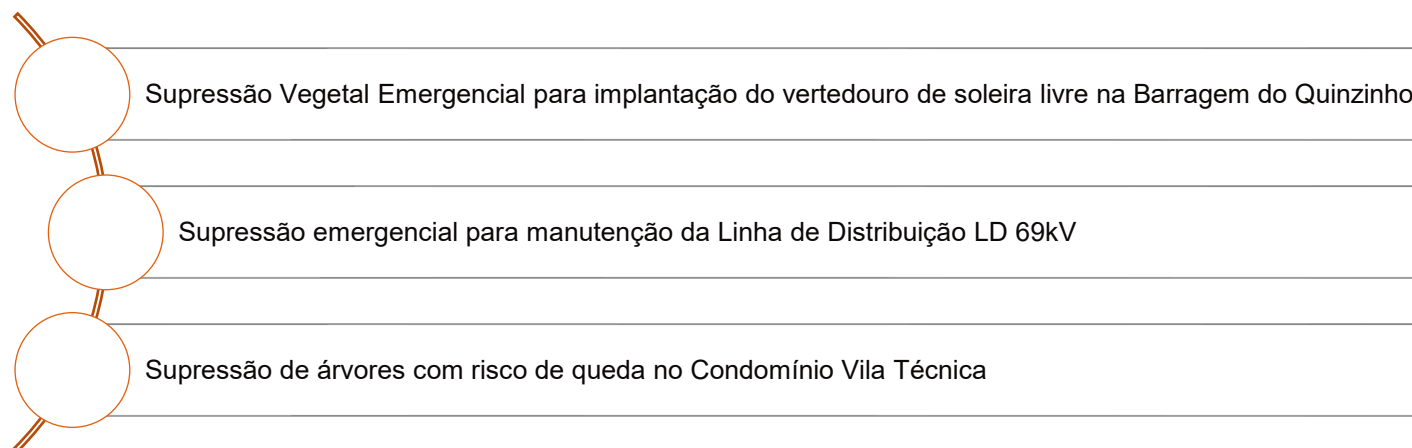 Supressão Vegetal Emergencial para implantação do vertedouro de soleira livre na Barragem do Quinzinho
Supressão emergencial para manutenção da Linha de Distribuição LD 69kV
Supressão de árvores com risco de queda no Condomínio Vila Técnica